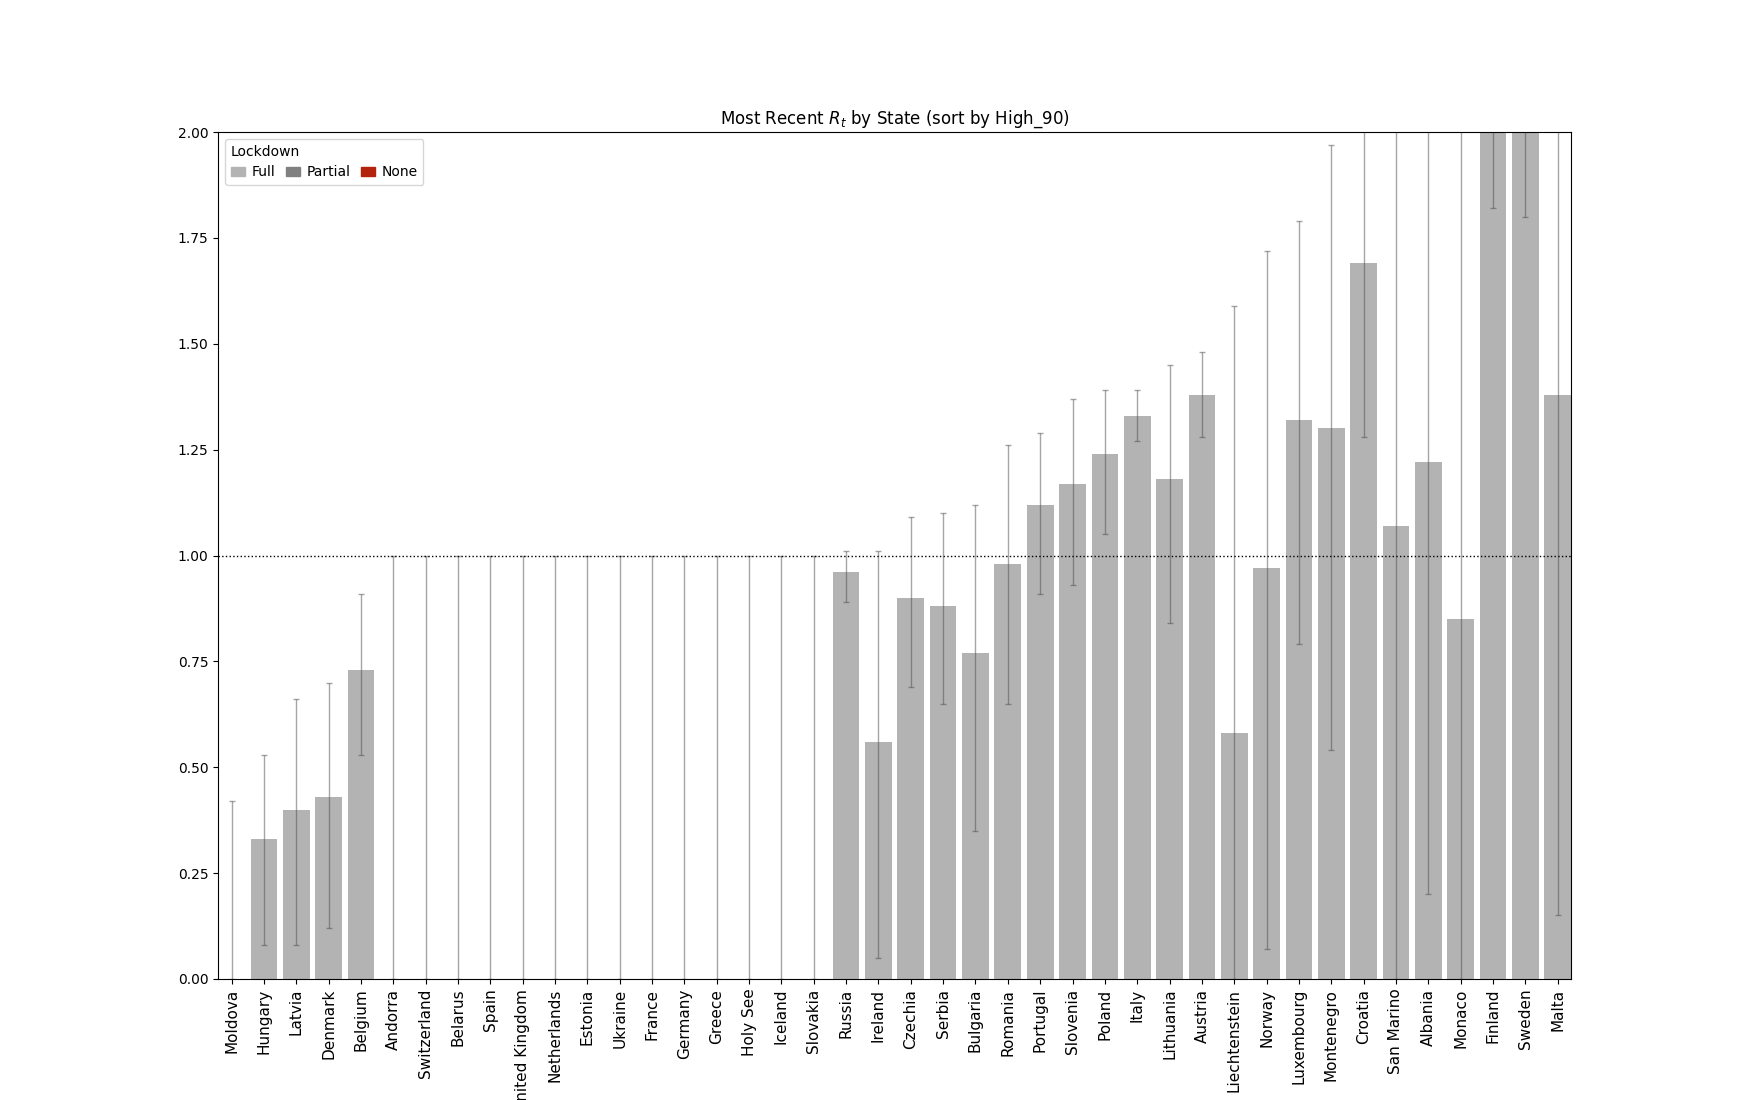 Most Recent R_t by State (sort by High_90)
Lockdown
Full Partial None
2.00
1.75
1.50
1.25
1.00
0.75
0.50
0.25
0.00
Moldova
Hungary
Latvia
Denmark
Belgium
Andorra
Switzerland
Belarus
Spain
nited Kingdom
Netherlands
Estonia
Ukraine
France
Germany
Greece
Holy See
Iceland
Slovakia
Russia
Ireland
Czechia
Serbia
Bulgaria
Romania
Portugal
Slovenia
Poland
Italy
Lithuania
Austria
Liechtenstein
Norway
Luxembourg
Montenegro
Croatia
San Marino
Albania
Monaco
Finland
Sweden
Malta